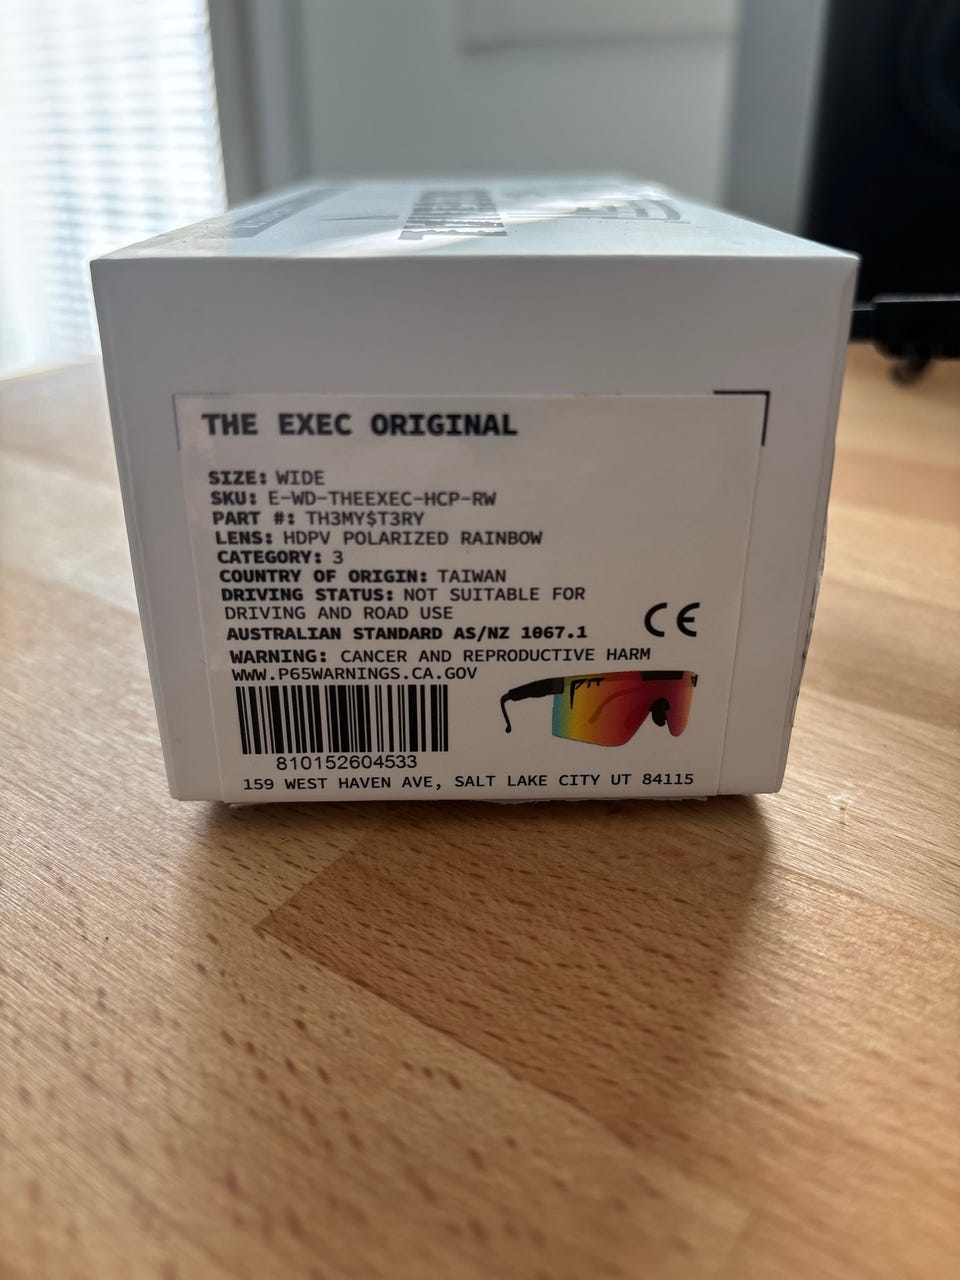 THE EXEC ORIGINAL
SIZE: WIDE
SKU: E-WD-THEEXEC-HCP-RW
PART #: TH3MY$T3RY
LENS: HDPV POLARIZED RAINBOW
CATEGORY: 3
COUNTRY OF ORIGIN: TAIWAN
DRIVING STATUS: NOT SUITABLE FOR
DRIVING AND ROAD USE
AUSTRALIAN STANDARD AS/NZ 1067.1
CE
WARNING: CANCER AND REPRODUCTIVE HARM
WWW.P65WARNINGS.CA.GOV
810152604533
159 WEST HAVEN AVE, SALT LAKE CITY UT 84115